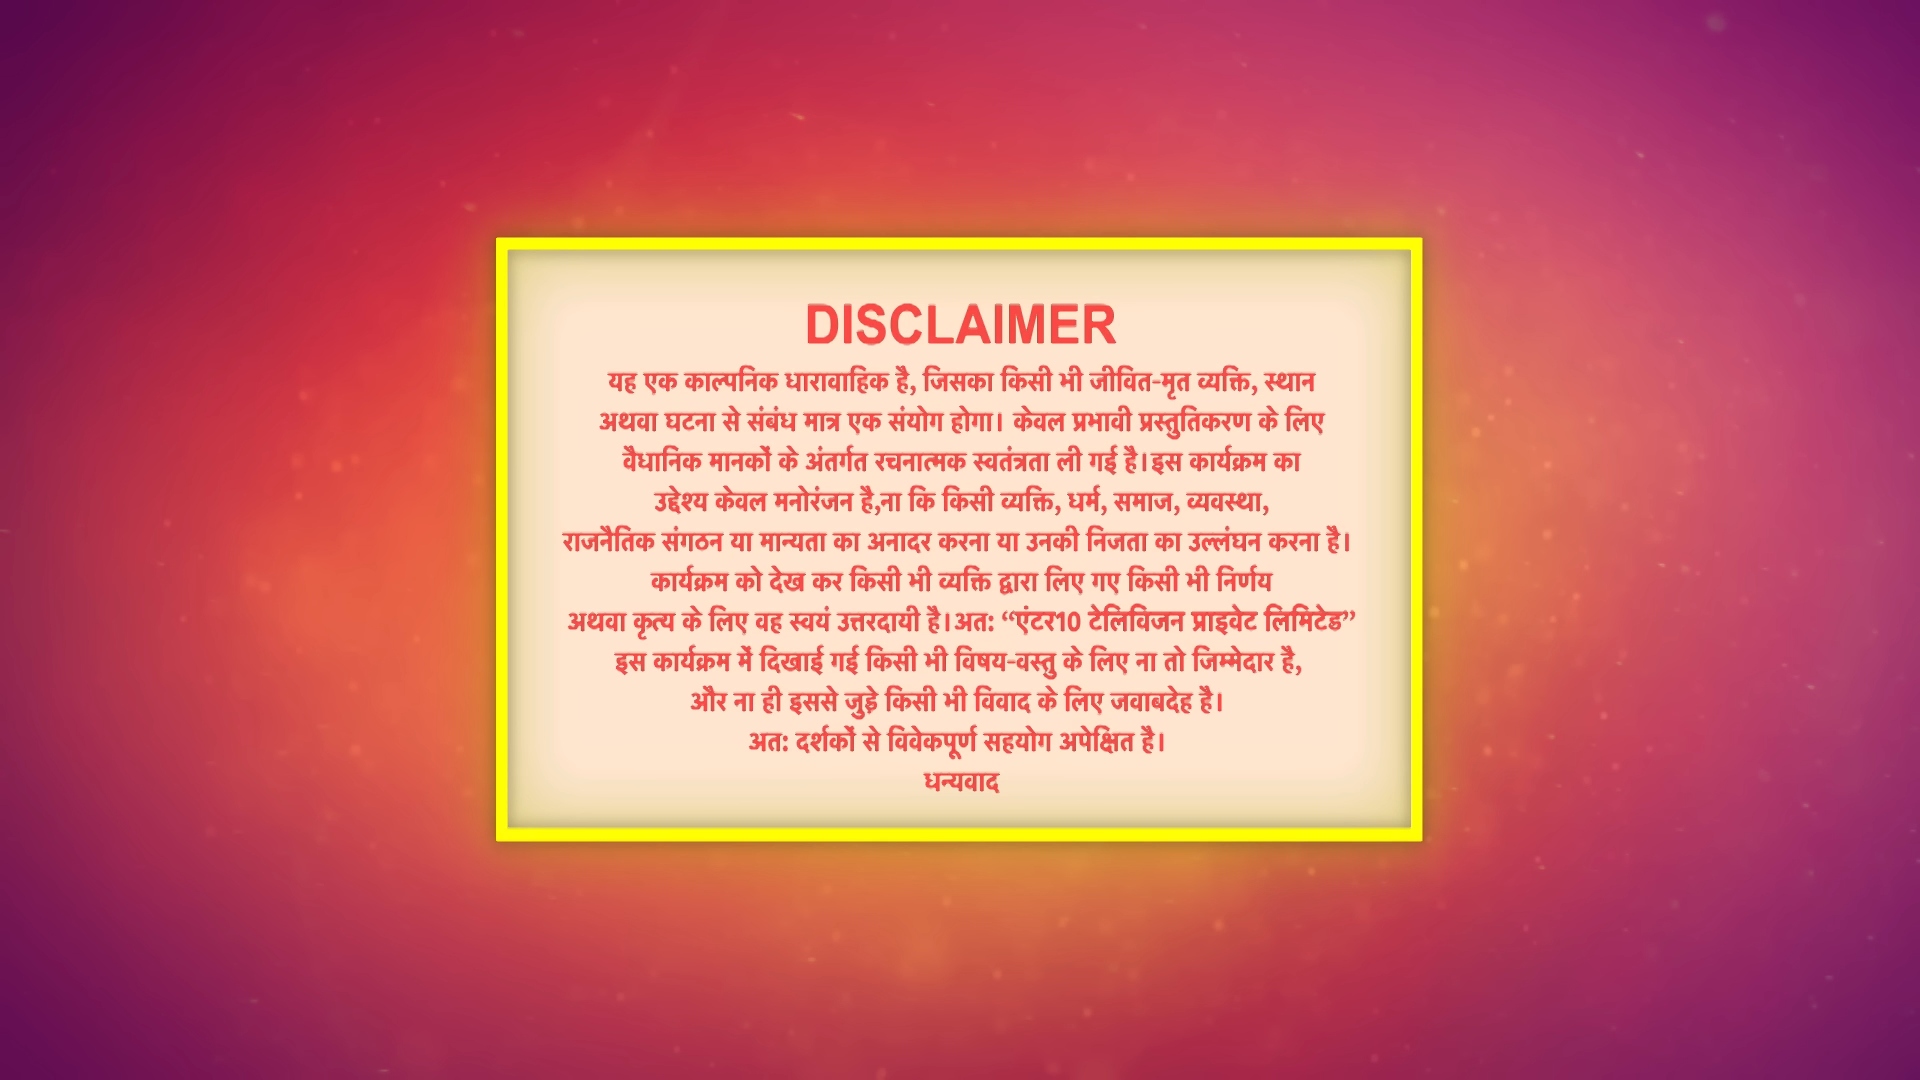 DISCLAIMER
यह एक काल्पनिक धारावाहिक है, जिसका किसी भी जीवित-मृत व्यक्ति, स्थान
अथवा घटना से संबंध मात्र एक संयोग होगा। केवल प्रभावी प्रस्तुतिकरण के लिए
वैधानिक मानकों के अंतर्गत रचनात्मक स्वतंत्रता ली गई है।इस कार्यक्रम का
उद्देश्य केवल मनोरंजन है,ना कि किसी व्यक्ति, धर्म, समाज, व्यवस्था,
राजनैतिक संगठन या मान्यता का अनादर करना या उनकी निजता का उल्लंघन करना है।
कार्यक्रम को देख कर किसी भी व्यक्ति द्वारा लिए गए किसी भी निर्णय
अथवा कृत्य के लिए वह स्वयं उत्तरदायी है।अत: “एंटर10 टेलिविजन प्राइवेट लिमिटेड”
इस कार्यक्रम में दिखाई गई किसी भी विषय-वस्तु के लिए ना तो जिम्मेदार है,
और ना ही इससे जुड़े किसी भी विवाद के लिए जवाबदेह है।
अत: दर्शकों से विवेकपूर्ण सहयोग अपेक्षित है।
धन्यवाद